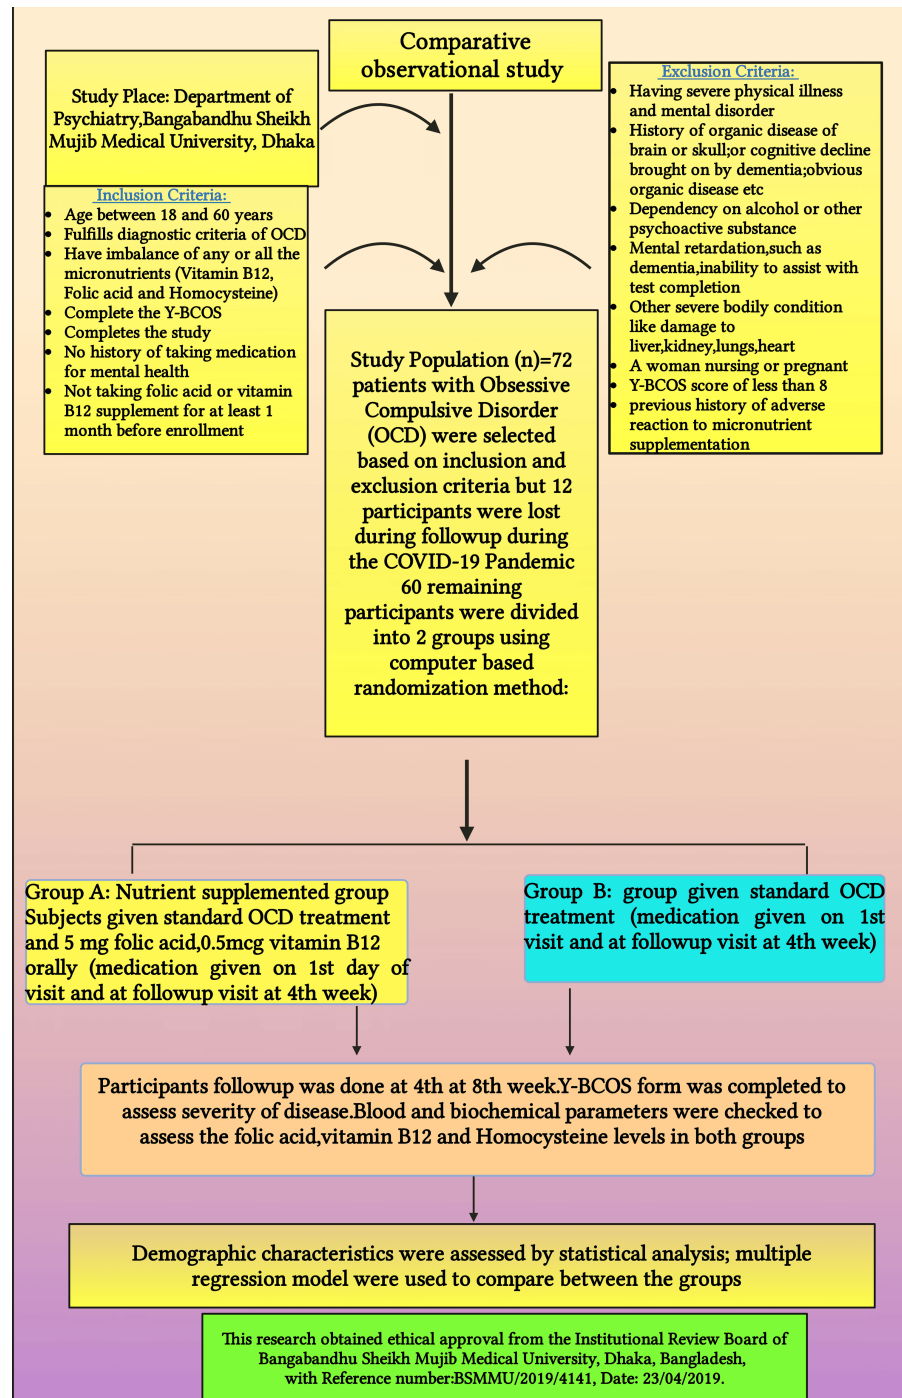 Comparative
observational study
Study Place: Department of
Psychiatry,Bangabandhu Sheikh
Mujib Medical University, Dhaka
Inclusion Criteria:
• Age between 18 and 60 years
• Fulfills diagnostic criteria of OCD
• Have imbalance of any or all the
micronutrients (Vitamin B12,
Folic acid and Homocysteine)
• Complete the Y-BCOS
• Completes the study
• No history of taking medication
for mental health
• Not taking folic acid or vitamin
B12 supplement for at least 1
month before enrollment
Exclusion Criteria:
• Having severe physical illness
and mental disorder
• History of organic disease of
brain or skull;or cognitive decline
brought on by dementia;obvious
organic disease etc
• Dependency on alcohol or other
psychoactive substance
• Mental retardation,such as
dementia,inability to assist with
test completion
• Other severe bodily condition
like damage to
liver,kidney,lungs,heart
• A woman nursing or pregnant
• Y-BCOS score of less than 8
• previous history of adverse
reaction to micronutrient
supplementation
Study Population (n)=72
patients with Obsessive
Compulsive Disorder
(OCD) were selected
based on inclusion and
exclusion criteria but 12
participants were lost
during followup during
the COVID-19 Pandemic
60 remaining
participants were divided
into 2 groups using
computer based
randomization method:
Group A: Nutrient supplemented group
Subjects given standard OCD treatment
and 5 mg folic acid,0.5mcg vitamin B12
orally (medication given on 1st day of
visit and at followup visit at 4th week)
Group B: group given standard OCD
treatment (medication given on 1st
visit and at followup visit at 4th week)
Participants followup was done at 4th at 8th week.Y-BCOS form was completed to
assess severity of disease.Blood and biochemical parameters were checked to
assess the folic acid,vitamin B12 and Homocysteine levels in both groups
Demographic characteristics were assessed by statistical analysis; multiple
regression model were used to compare between the groups
This research obtained ethical approval from the Institutional Review Board of
Bangabandhu Sheikh Mujib Medical University, Dhaka, Bangladesh,
with Reference number:BSMMU/2019/4141, Date: 23/04/2019.